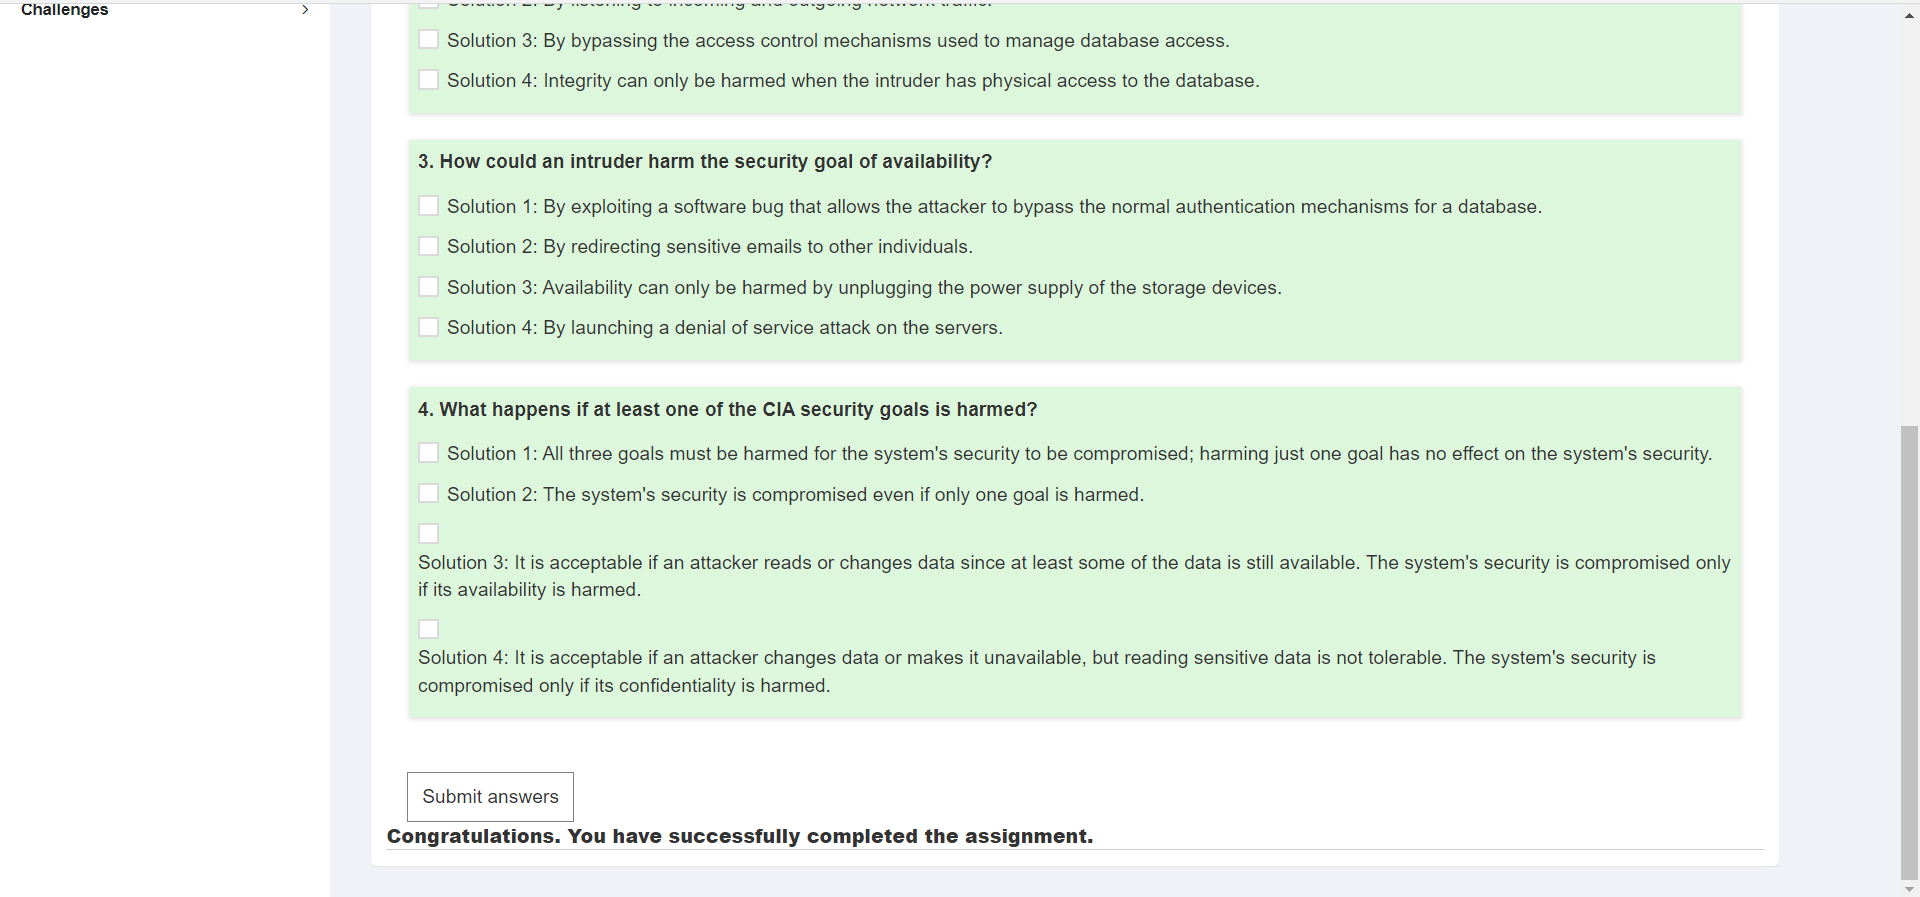 Challenges
Solution 2: By listening to incoming and outgoing network traffic.
Solution 3: By bypassing the access control mechanisms used to manage database access.
Solution 4: Integrity can only be harmed when the intruder has physical access to the database.
3. How could an intruder harm the security goal of availability?
Solution 1: By exploiting a software bug that allows the attacker to bypass the normal authentication mechanisms for a database.
Solution 2: By redirecting sensitive emails to other individuals.
Solution 3: Availability can only be harmed by unplugging the power supply of the storage devices.
Solution 4: By launching a denial of service attack on the servers.
4. What happens if at least one of the CIA security goals is harmed?
Solution 1: All three goals must be harmed for the system's security to be compromised; harming just one goal has no effect on the system's security.
Solution 2: The system's security is compromised even if only one goal is harmed.
Solution 3: It is acceptable if an attacker reads or changes data since at least some of the data is still available. The system's security is compromised only
if its availability is harmed.
Solution 4: It is acceptable if an attacker changes data or makes it unavailable, but reading sensitive data is not tolerable. The system's security is
compromised only if its confidentiality is harmed.
Submit answers
Congratulations. You have successfully completed the assignment.